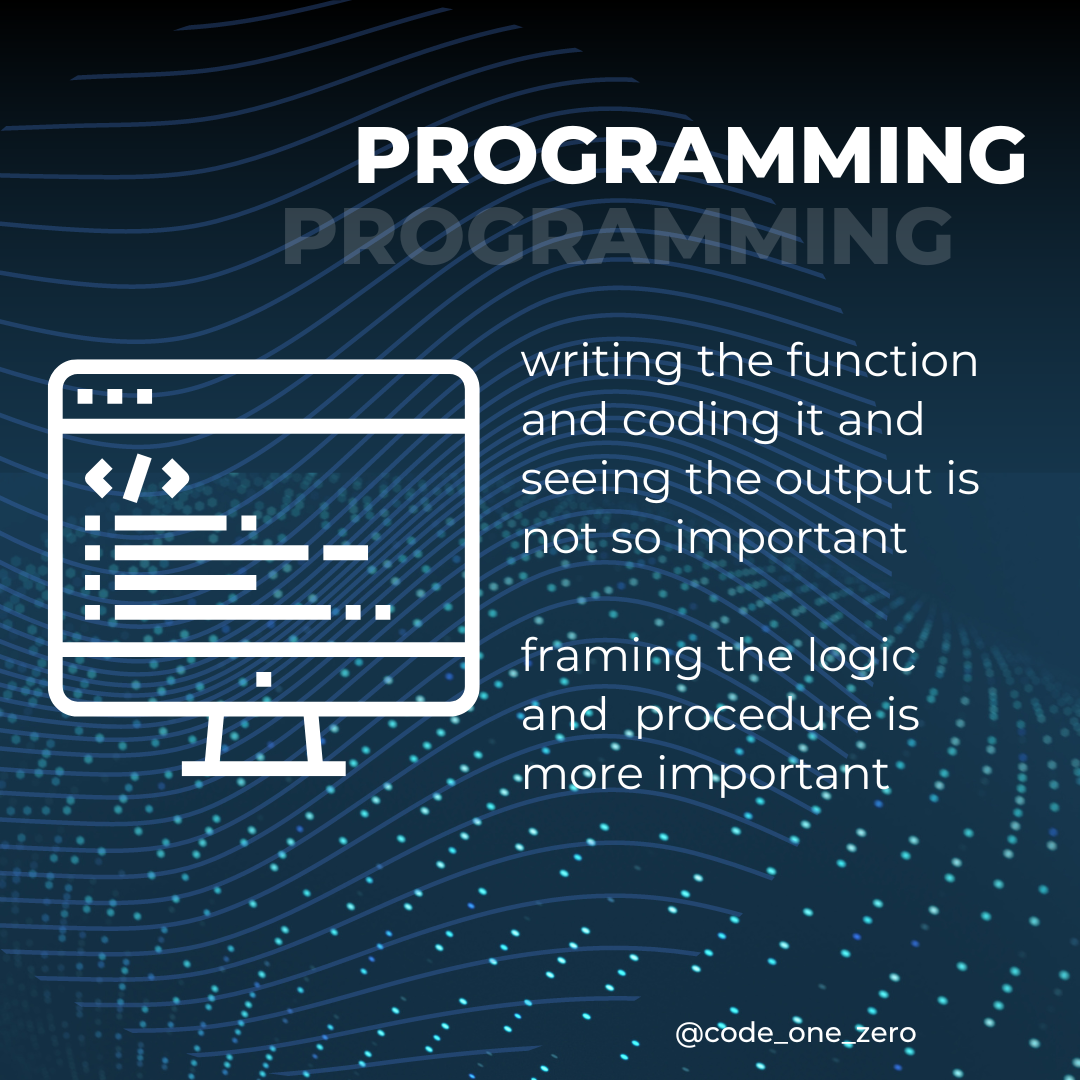 PROGRAMMING
PROGRAMMING
writing the function
and coding it and
seeing the output is
not so important
framing the logic
and  procedure is
more important
</>
@code_one_zero